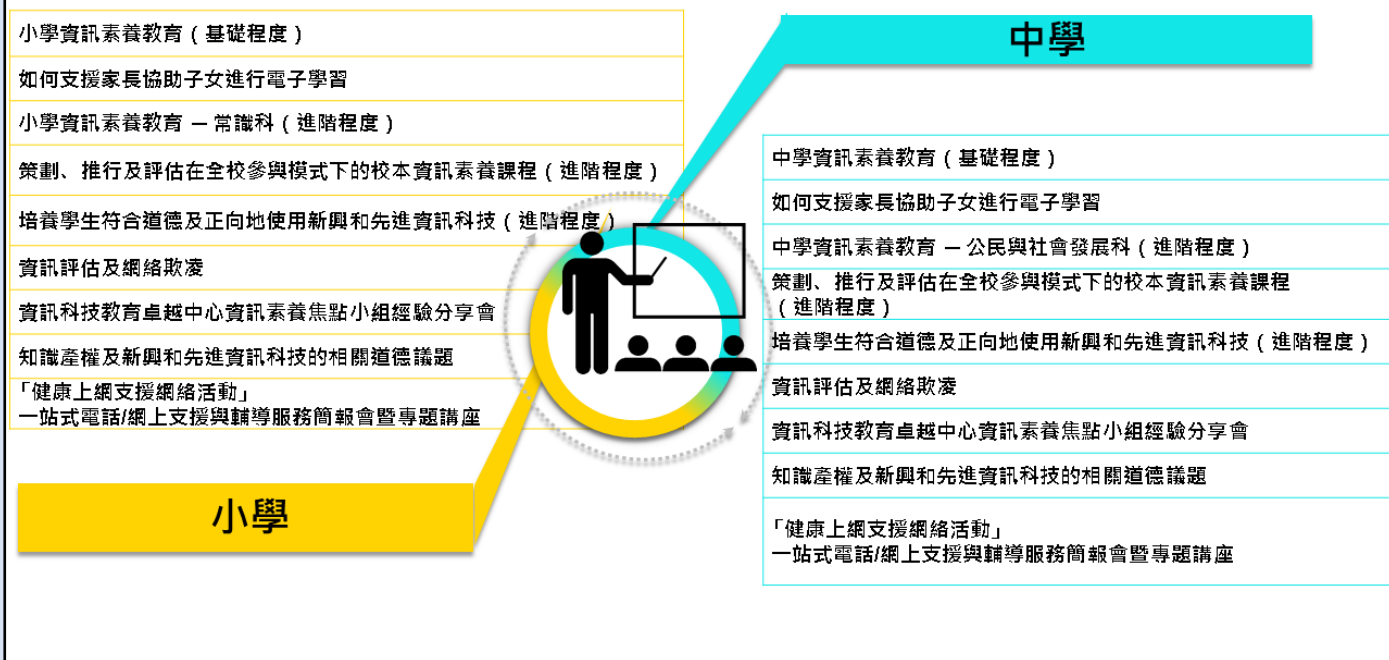 小學資訊素養教育（基礎程度）
如何支援家長協助子女進行電子學習
小學資訊素養教育 — 常識科（進階程度）
策劃、推行及評估在全校參與模式下的校本資訊素養課程（進階程度）
培養學生符合道德及正向地使用新興和先進資訊科技（進階程度）
資訊評估及網絡欺凌
資訊科技教育卓越中心資訊素養焦點小組經驗分享會
知識產權及新興和先進資訊科技的相關道德議題
「健康上網支援網絡活動」
一站式電話/網上支援與輔導服務簡報會暨專題講座
小學
中學
中學資訊素養教育（基礎程度）
如何支援家長協助子女進行電子學習
中學資訊素養教育 — 公民與社會發展科（進階程度）
策劃、推行及評估在全校參與模式下的校本資訊素養課程
（進階程度）
培養學生符合道德及正向地使用新興和先進資訊科技（進階程度）
資訊評估及網絡欺凌
資訊科技教育卓越中心資訊素養焦點小組經驗分享會
知識產權及新興和先進資訊科技的相關道德議題
「健康上網支援網絡活動」
一站式電話/網上支援與輔導服務簡報會暨專題講座